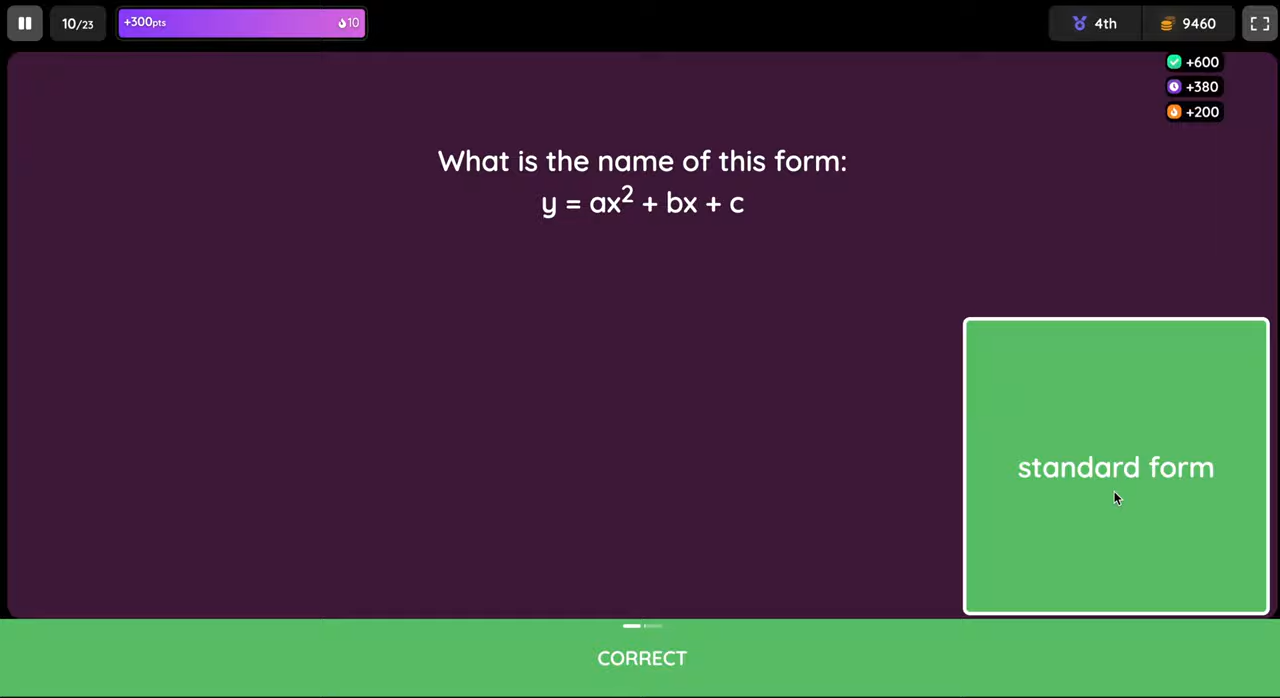 10/23
+300pts
10
4th
9460
+600
+380
+200
What is the name of this form:
y = ax² + bx + c
standard form
CORRECT